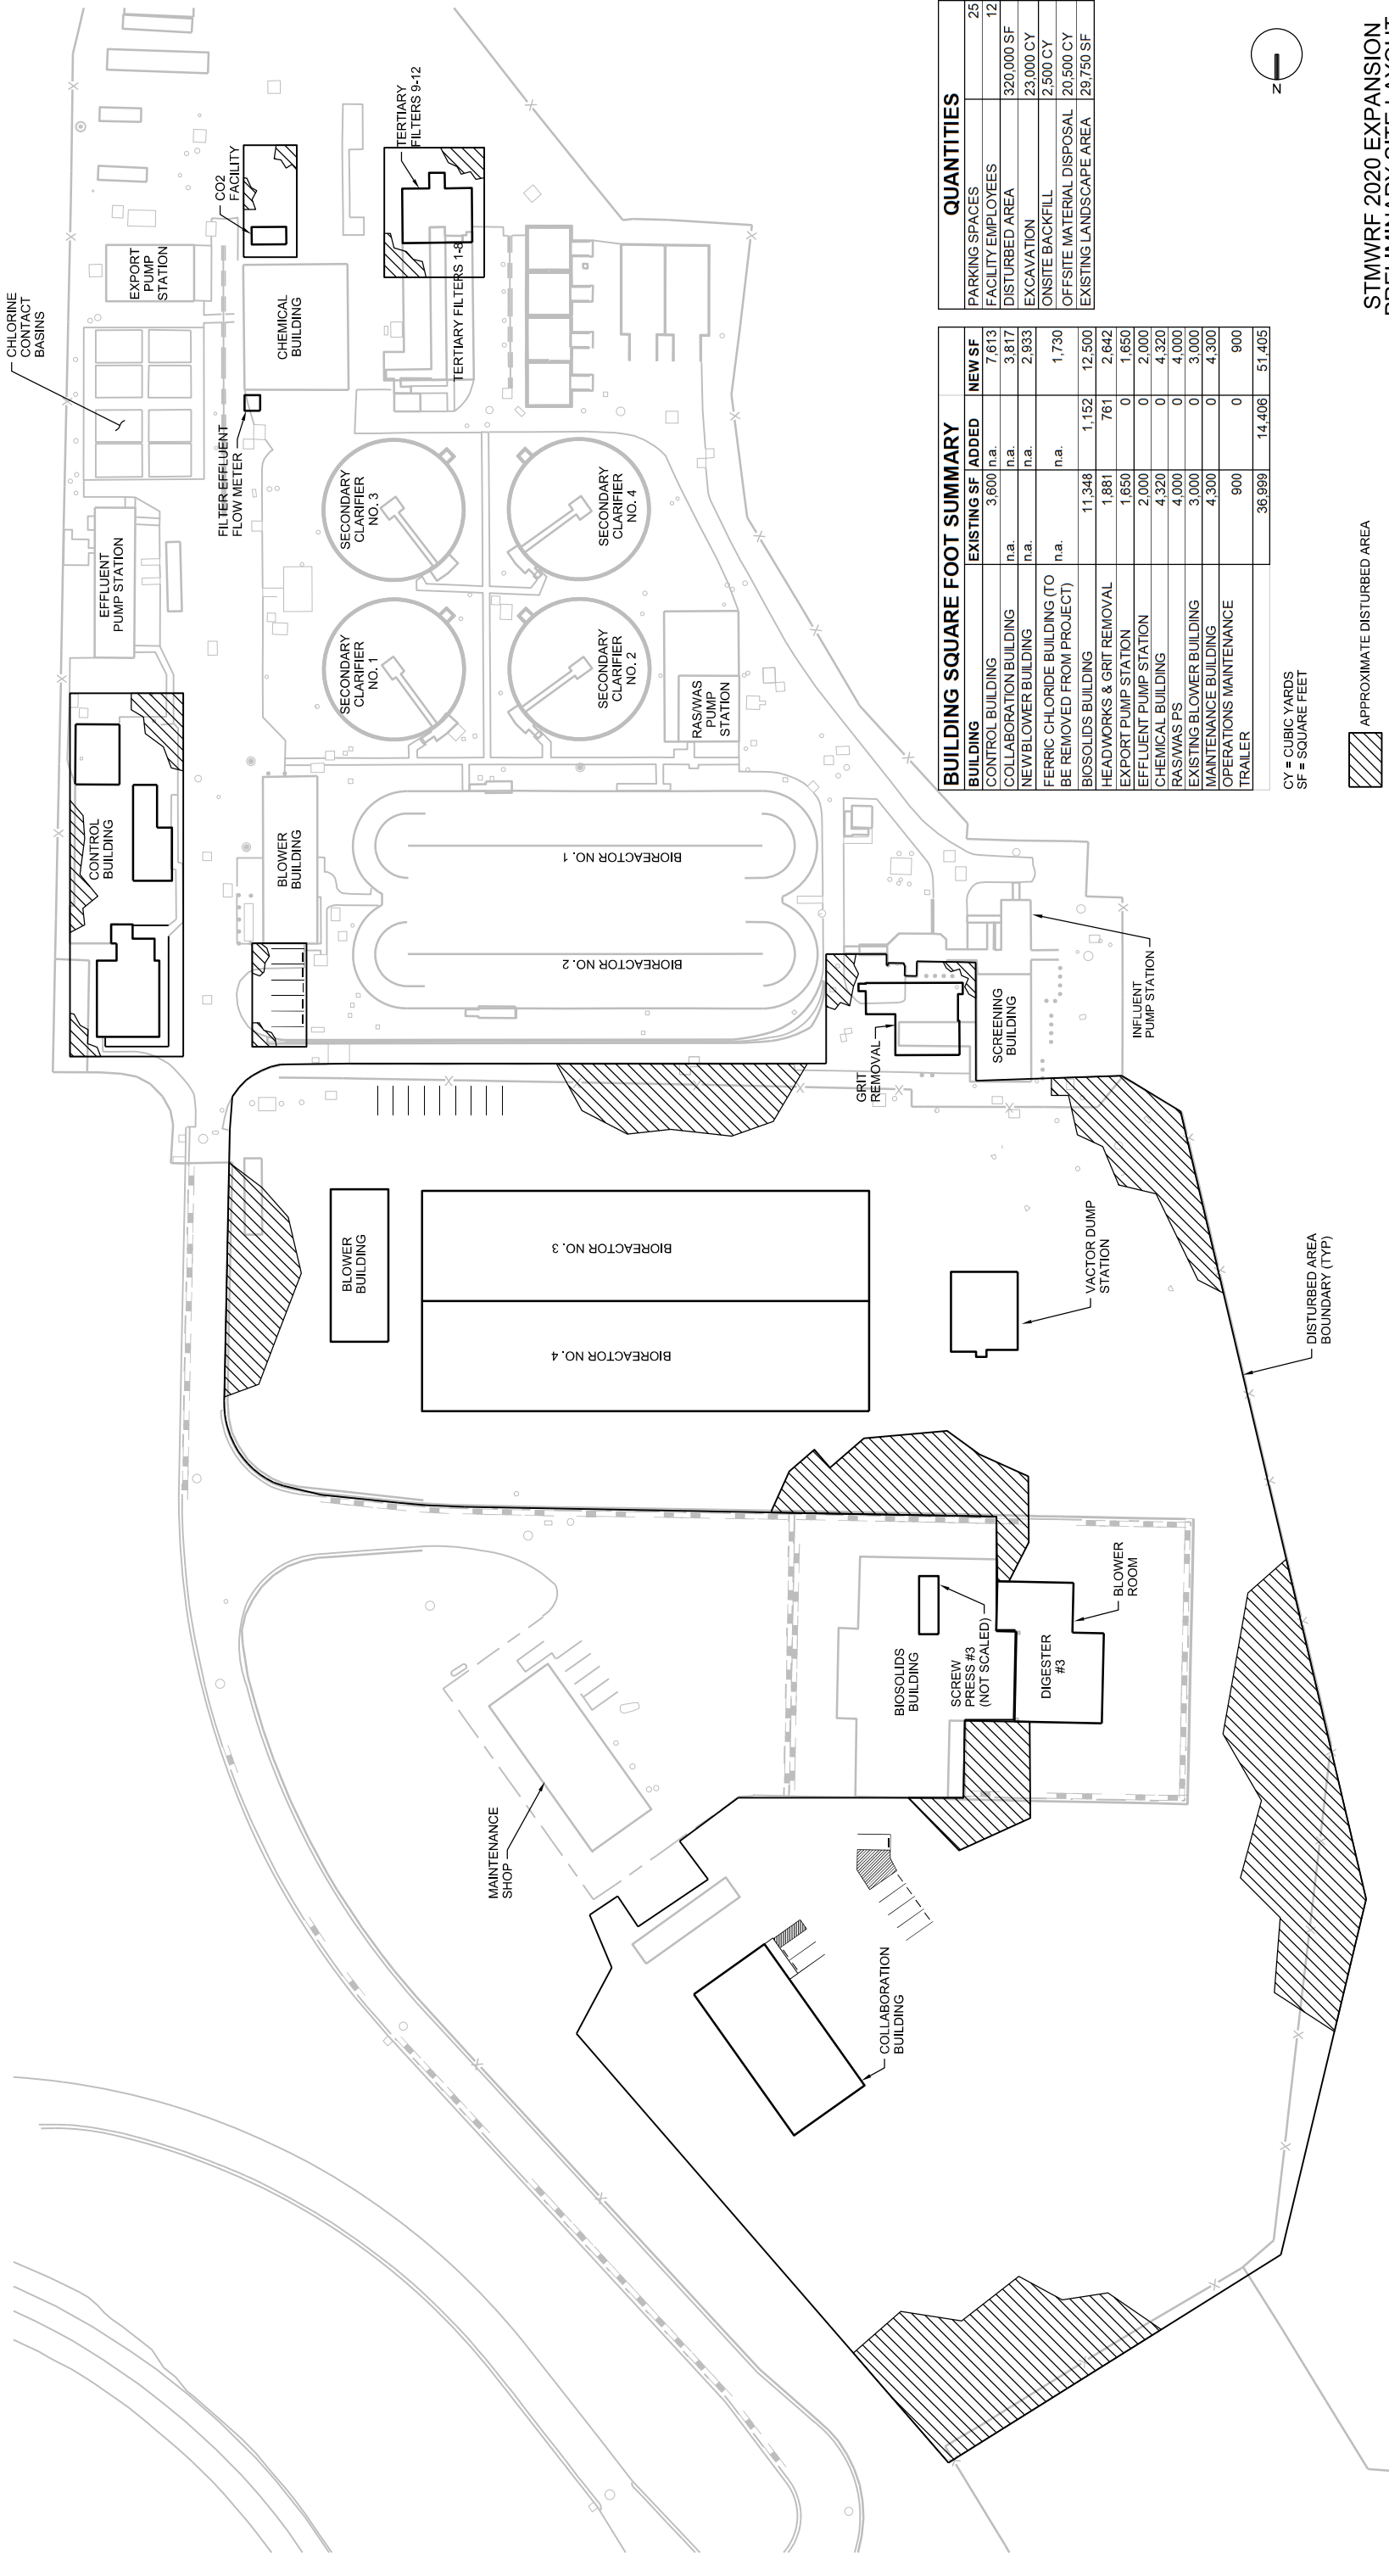 CHLORINE
CONTACT
BASINS
EXPORT
PUMP
STATION
CO2
FACILITY
TERTIARY
FILTERS 9-12
CHEMICAL
BUILDING
TERTIARY FILTERS 1-8
FILTER EFFLUENT
FLOW METER
EFFLUENT
PUMP STATION
SECONDARY
CLARIFIER
NO. 3
SECONDARY
CLARIFIER
NO. 4
SECONDARY
CLARIFIER
NO. 1
SECONDARY
CLARIFIER
NO. 2
RAS/WAS
PUMP
STATION
CONTROL
BUILDING
BLOWER
BUILDING
BIOREACTOR NO. 1
BIOREACTOR NO. 2
GRIT
REMOVAL
SCREENING
BUILDING
INFLUENT
PUMP STATION
BLOWER
BUILDING
BIOREACTOR NO. 3
BIOREACTOR NO. 4
VACTOR DUMP
STATION
DISTURBED AREA
BOUNDARY (TYP)
BIOSOLIDS
BUILDING
SCREW
PRESS #3
(NOT SCALED)
DIGESTER
#3
BLOWER
ROOM
MAINTENANCE
SHOP
COLLABORATION
BUILDING
BUILDING SQUARE FOOT SUMMARY
BUILDING EXISTING SF ADDED NEW SF
CONTROL BUILDING 3,600 n.a. 7,613
COLLABORATION BUILDING n.a. n.a. 3,817
NEW BLOWER BUILDING n.a. n.a. 2,933
FERRIC CHLORIDE BUILDING (TO
BE REMOVED FROM PROJECT) n.a. n.a. 1,730
BIOSOLIDS BUILDING 11,348 1,152 12,500
HEADWORKS & GRIT REMOVAL 1,881 761 2,642
EXPORT PUMP STATION 1,650 0 1,650
EFFLUENT PUMP STATION 2,000 0 2,000
CHEMICAL BUILDING 4,320 0 4,320
RAS/WAS PS 4,000 0 4,000
EXISTING BLOWER BUILDING 3,000 0 3,000
MAINTENANCE BUILDING 4,300 0 4,300
OPERATIONS MAINTENANCE
TRAILER 900 0 900
36,999 14,406 51,405
CY = CUBIC YARDS
SF = SQUARE FEET
APPROXIMATE DISTURBED AREA
QUANTITIES
PARKING SPACES 25
FACILITY EMPLOYEES 12
DISTURBED AREA 320,000 SF
EXCAVATION 23,000 CY
ONSITE BACKFILL 2,500 CY
OFFSITE MATERIAL DISPOSAL 20,500 CY
EXISTING LANDSCAPE AREA 29,750 SF
N
STMWRF 2020 EXPANSION
PRELIMINARY SITE LAYOUT